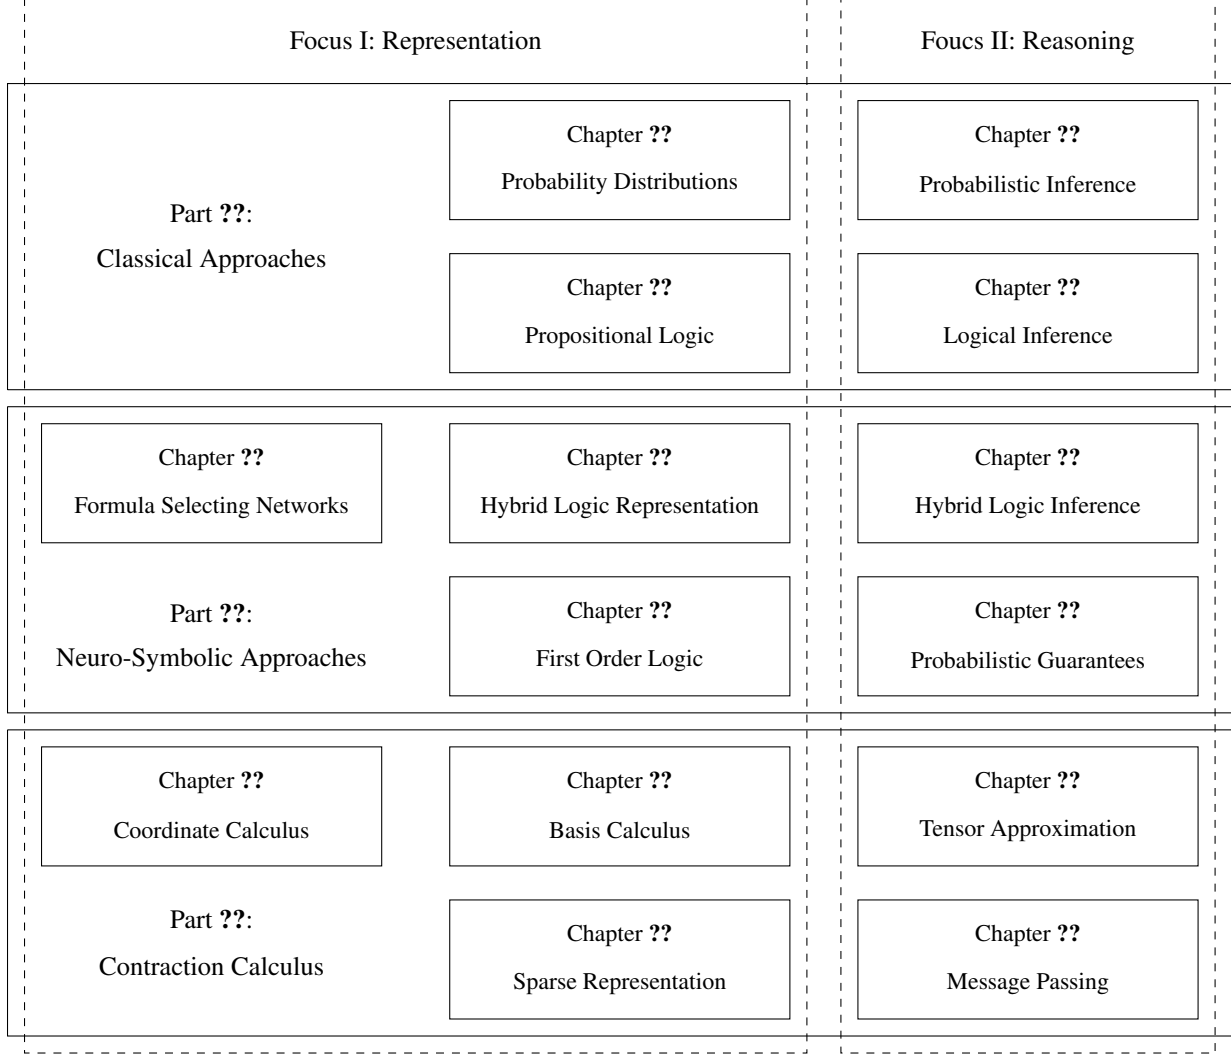 Focus I: Representation
Foucs II: Reasoning
Part ??:
Classical Approaches
Chapter ??
Probability Distributions
Chapter ??
Probabilistic Inference
Chapter ??
Propositional Logic
Chapter ??
Logical Inference
Chapter ??
Formula Selecting Networks
Chapter ??
Hybrid Logic Representation
Chapter ??
Hybrid Logic Inference
Part ??:
Neuro-Symbolic Approaches
Chapter ??
First Order Logic
Chapter ??
Probabilistic Guarantees
Chapter ??
Coordinate Calculus
Chapter ??
Basis Calculus
Chapter ??
Tensor Approximation
Part ??:
Contraction Calculus
Chapter ??
Sparse Representation
Chapter ??
Message Passing